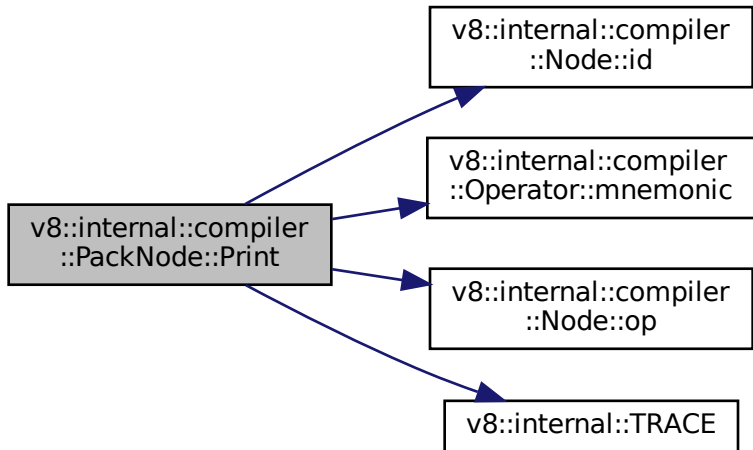 v8::internal::compiler
::Node::id
v8::internal::compiler
::Operator::mnemonic
v8::internal::compiler
::PackNode::Print
v8::internal::compiler
::Node::op
v8::internal::TRACE